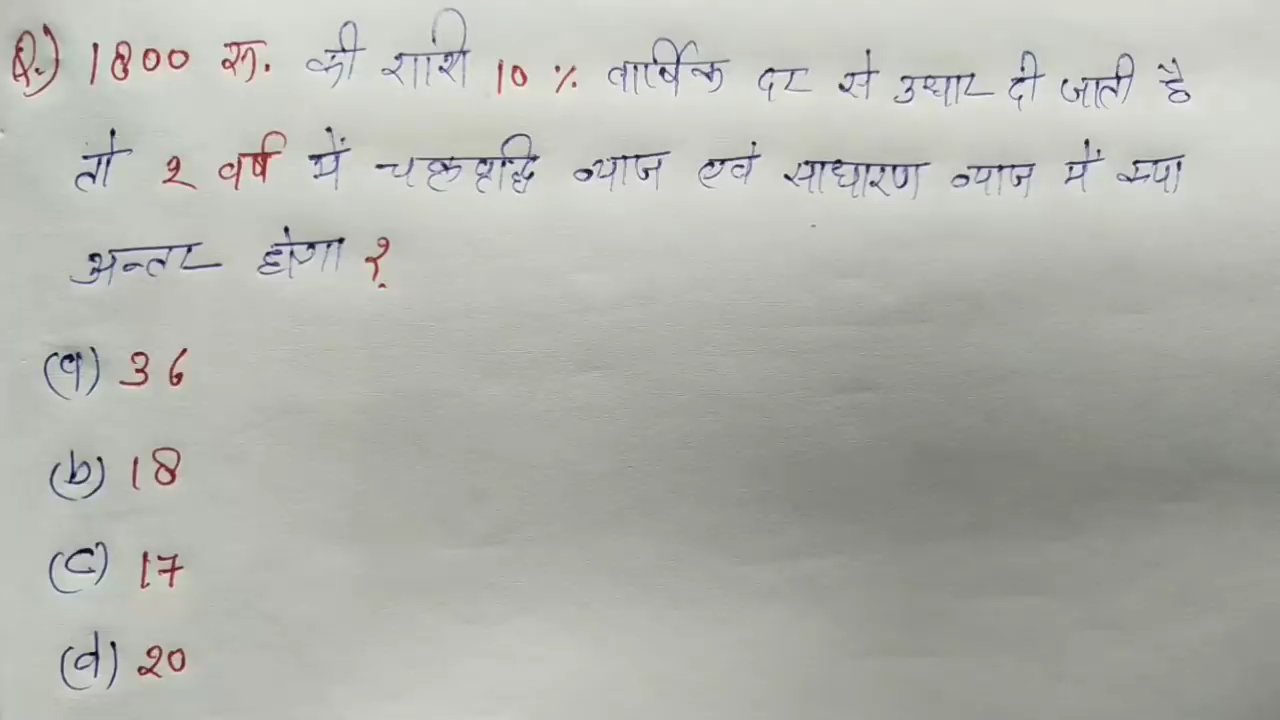 Q.) 1800 रु. की राशि 10 % वार्षिक दर से उधार दी जाती है
तो 2 वर्ष में चक्रवृद्धि ब्याज एवं साधारण ब्याज में क्या
अन्तर होगा ?
(a) 36
(b) 18
(c) 17
(d) 20